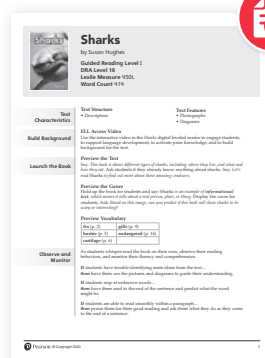 Sharks
Sharks
by Susan Hughes
Guided Reading Level I
DRA Level 16
Lexile Measure 450L
Word Count 474
Text Characteristics
Text Structure
• Description
Text Features
• Photographs
• Diagrams
Build Background
ELL Access Video
Use the interactive video to the Sharks digital leveled reader to engage students,
to support language development, to activate prior knowledge, and to build
background for the text.
Launch the Book
Preview the Text
Say: This book is about different types of sharks, including where they live, and what and
how they eat. Ask students if they already know anything about sharks. Say: Let's
read Sharks to find out more about these amazing creatures.
Preview the Genre
Hold up the book for students and say: Sharks is an example of informational
text, which means it tells about a real person, place, or thing. Display the cover for
students. Ask: Based on this image, can you predict if this book will show sharks to be
scary or interesting?
Preview Vocabulary
fin (p. 2)
gills (p. 9)
hunter (p. 5)
endangered (p. 16)
cartilage (p. 6)
Observe and Monitor
As students whisper-read the book on their own, observe their reading
behaviors, and monitor their fluency and comprehension.
If students have trouble identifying main ideas from the text...
then have them use the pictures and diagrams to guide their understanding.
If students stop at unknown words...
then have them read to the end of the sentence and predict what the word
might be.
If students are able to read smoothly within a paragraph...
then praise them for their good reading and ask them what they do as they come
to the end of a sentence.
Pearson © Copyright 2020
1